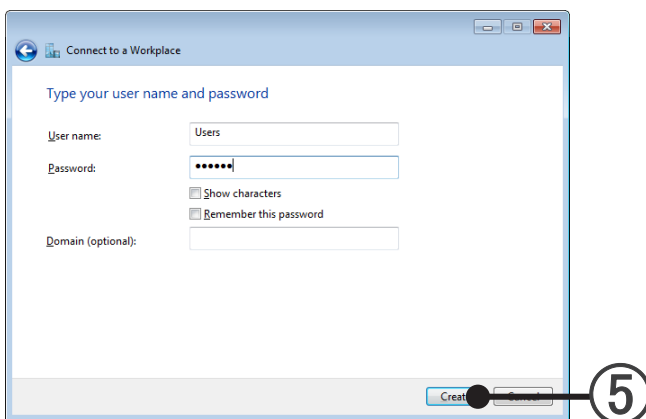 Connect to a Workplace
Type your user name and password
User name:
Users
Password:
••••••
Show characters
Remember this password
Domain (optional):
5